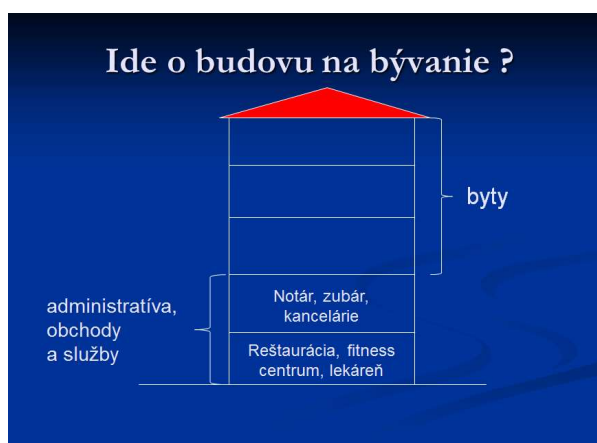 Ide o budovu na bývanie ?
byty
Notár, zubár,
kancelárie
administratíva,
obchody
a služby
Reštaurácia, fitness
centrum, lekáreň